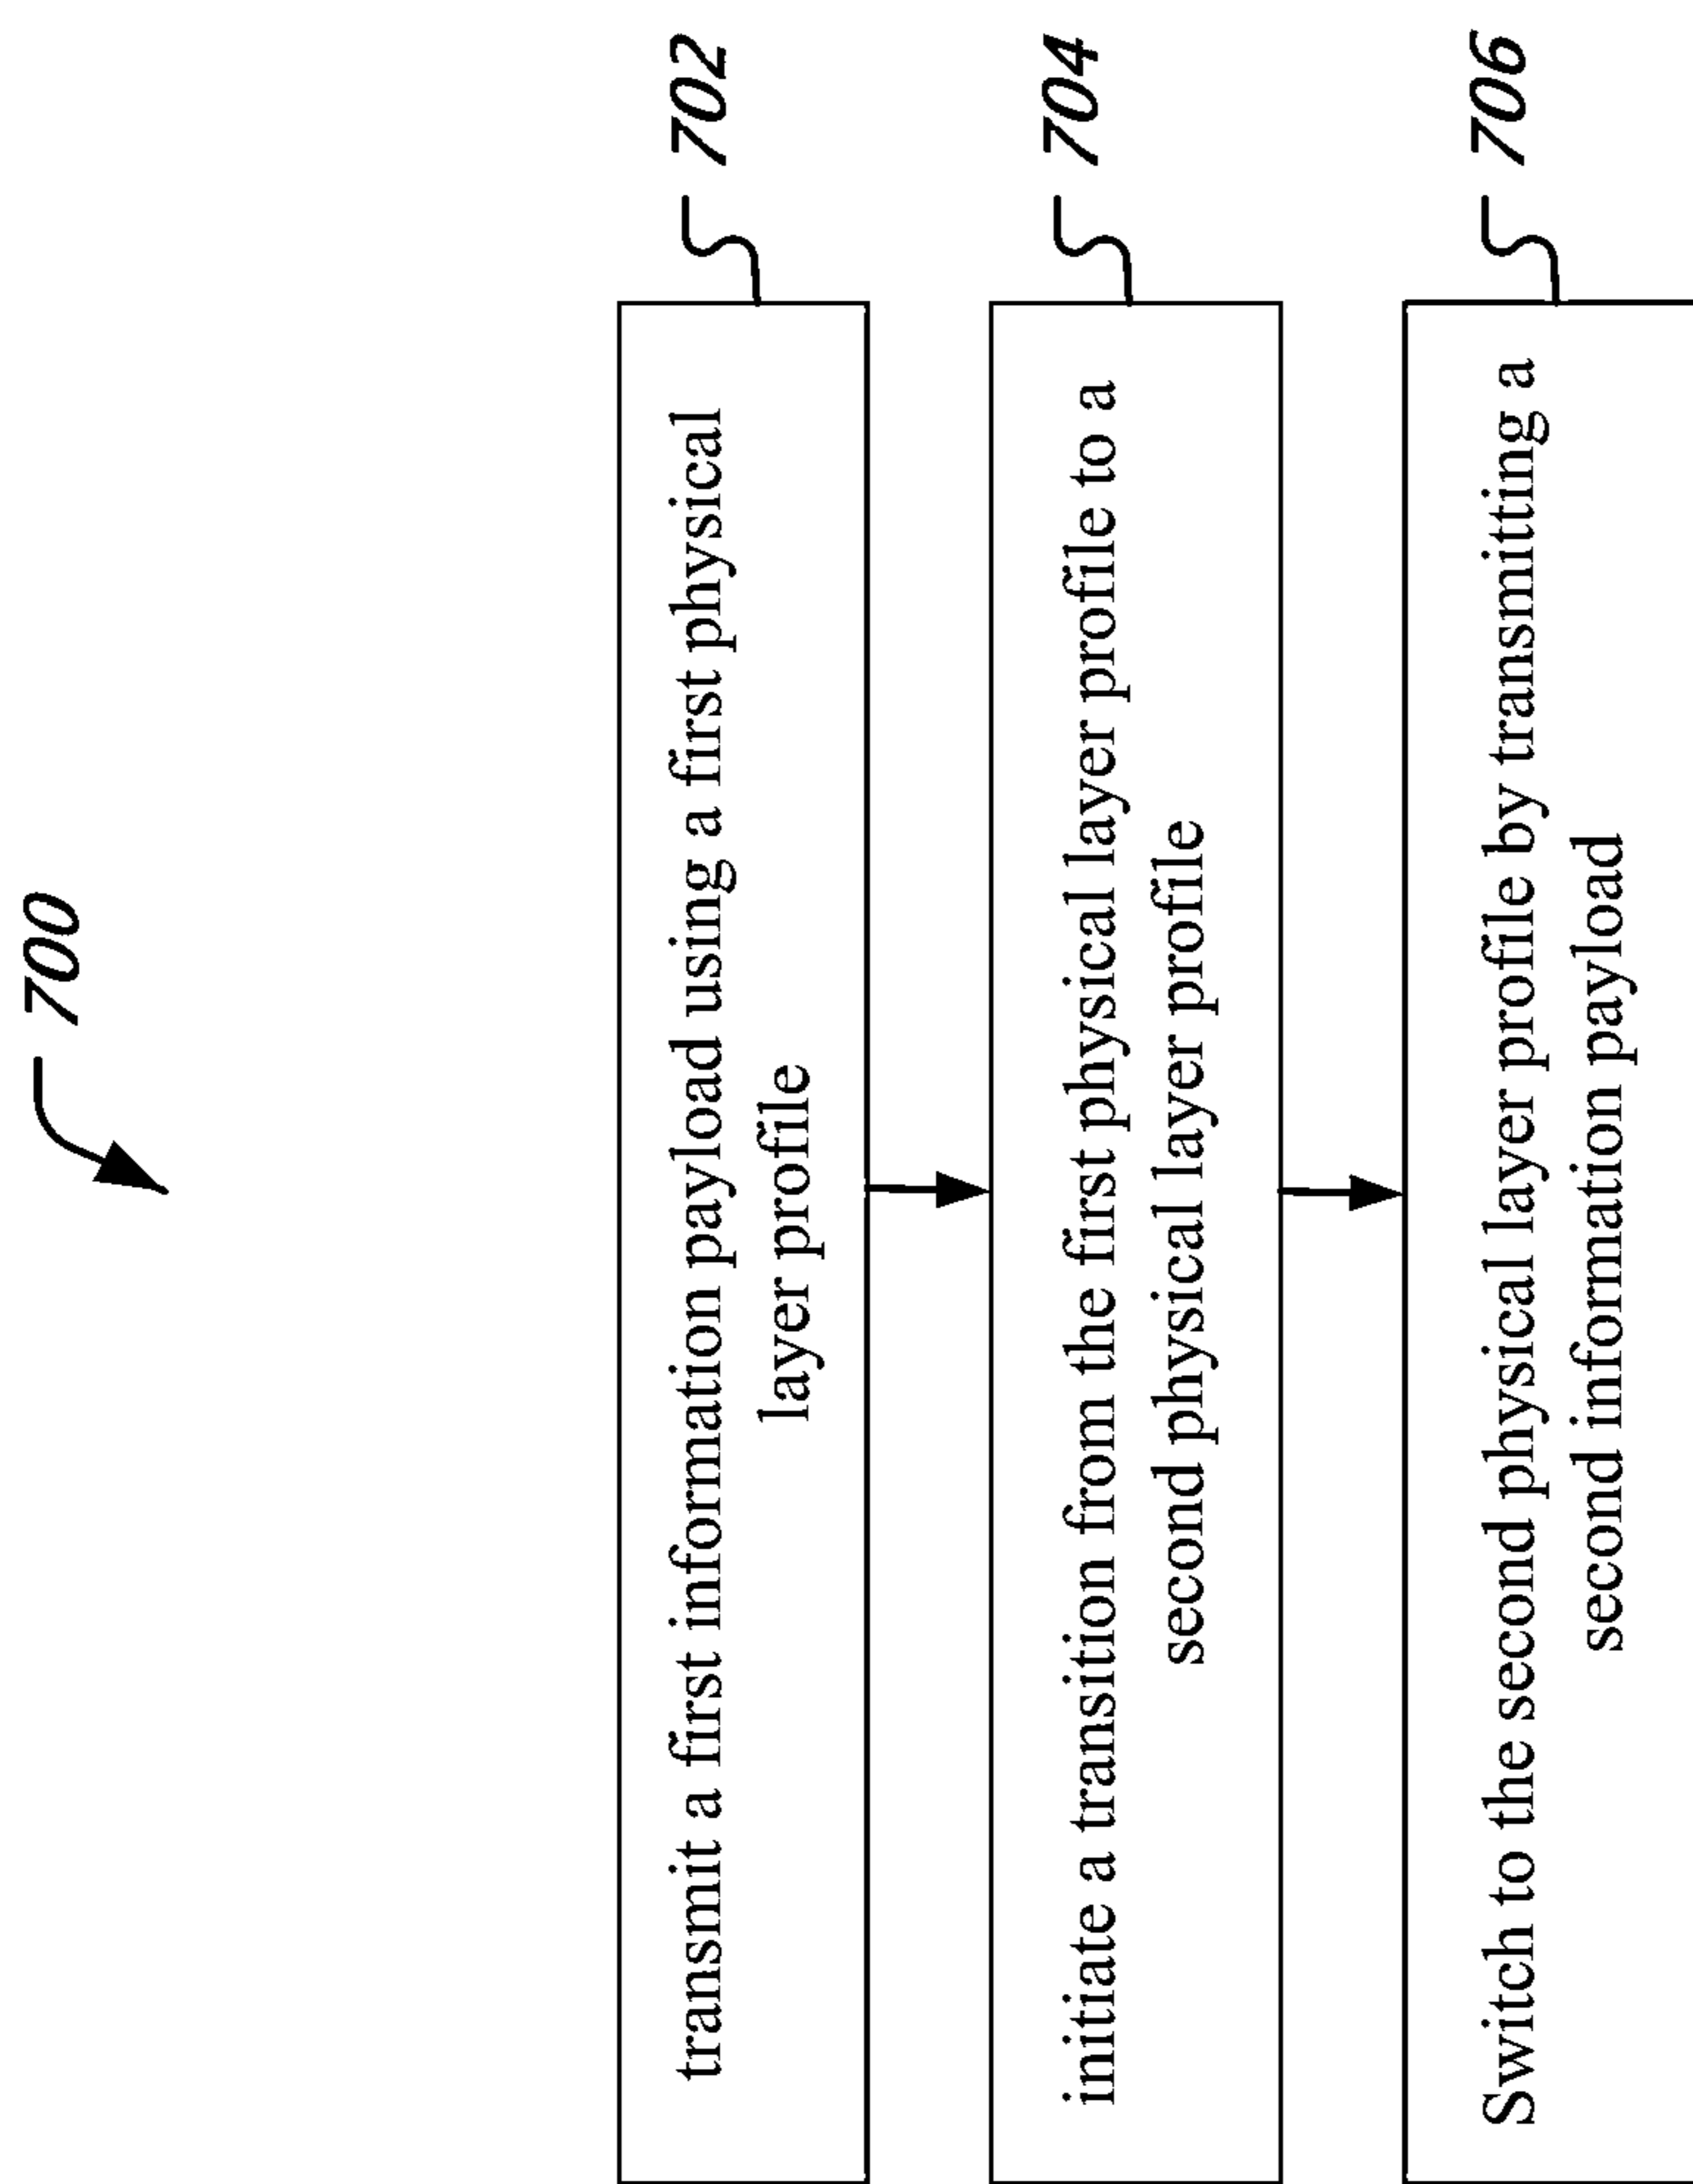 700
702
transmit a first information payload using a first physical
layer profile
704
initiate a transition from the first physical layer profile to a
second physical layer profile
706
Switch to the second physical layer profile by transmitting a
second information payload